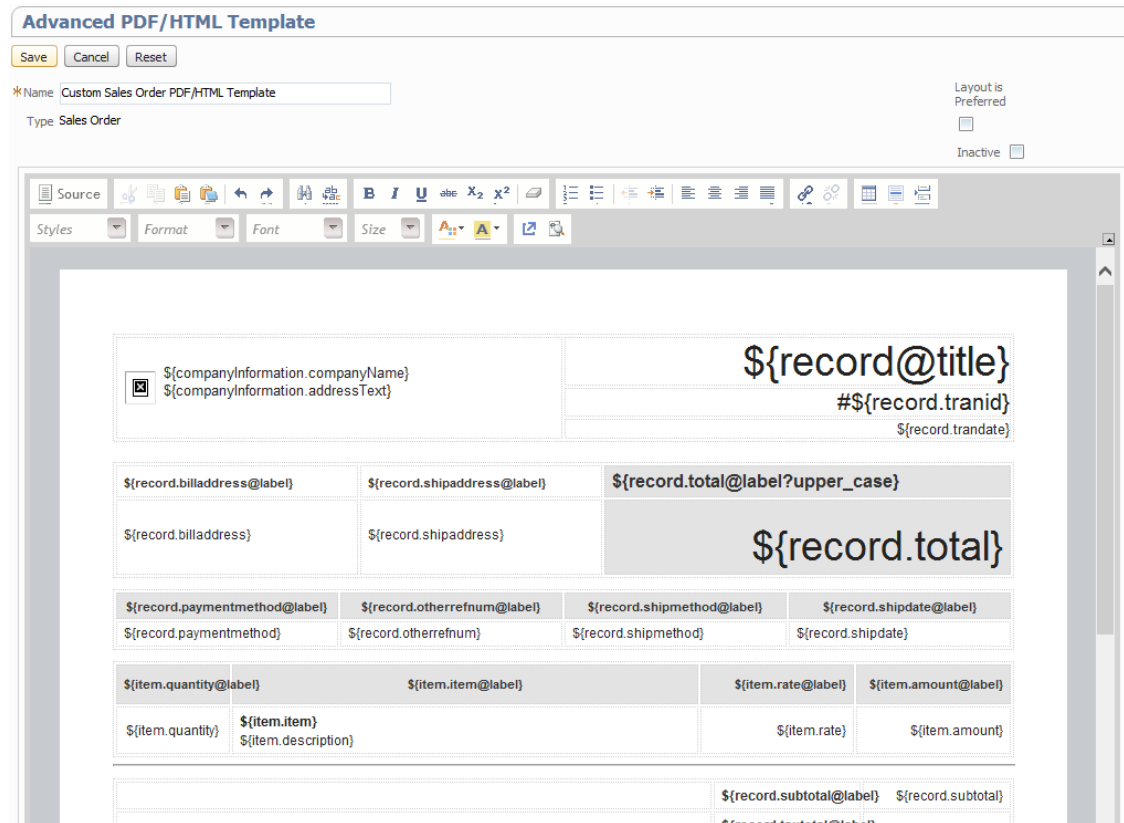 Advanced PDF/HTML Template
Save Cancel Reset
Name Custom Sales Order PDF/HTML Template
Layout is
Preferred
Type Sales Order
Inactive
Source B I U abc X₂ X²
Styles Format Font Size A A
${companyInformation.companyName}
${companyInformation.addressText}
${record@title}
#${record.tranid}
${record.trandate}
${record.billaddress@label} ${record.shipaddress@label} ${record.total@label?upper_case}
${record.billaddress} ${record.shipaddress} ${record.total}
${record.paymentmethod@label} ${record.otherrefnum@label} ${record.shipmethod@label} ${record.shipdate@label}
${record.paymentmethod} ${record.otherrefnum} ${record.shipmethod} ${record.shipdate}
${item.quantity@label} ${item.item@label} ${item.rate@label} ${item.amount@label}
${item.quantity} ${item.item} ${item.rate} ${item.amount}
${item.description}
${record.subtotal@label} ${record.subtotal}